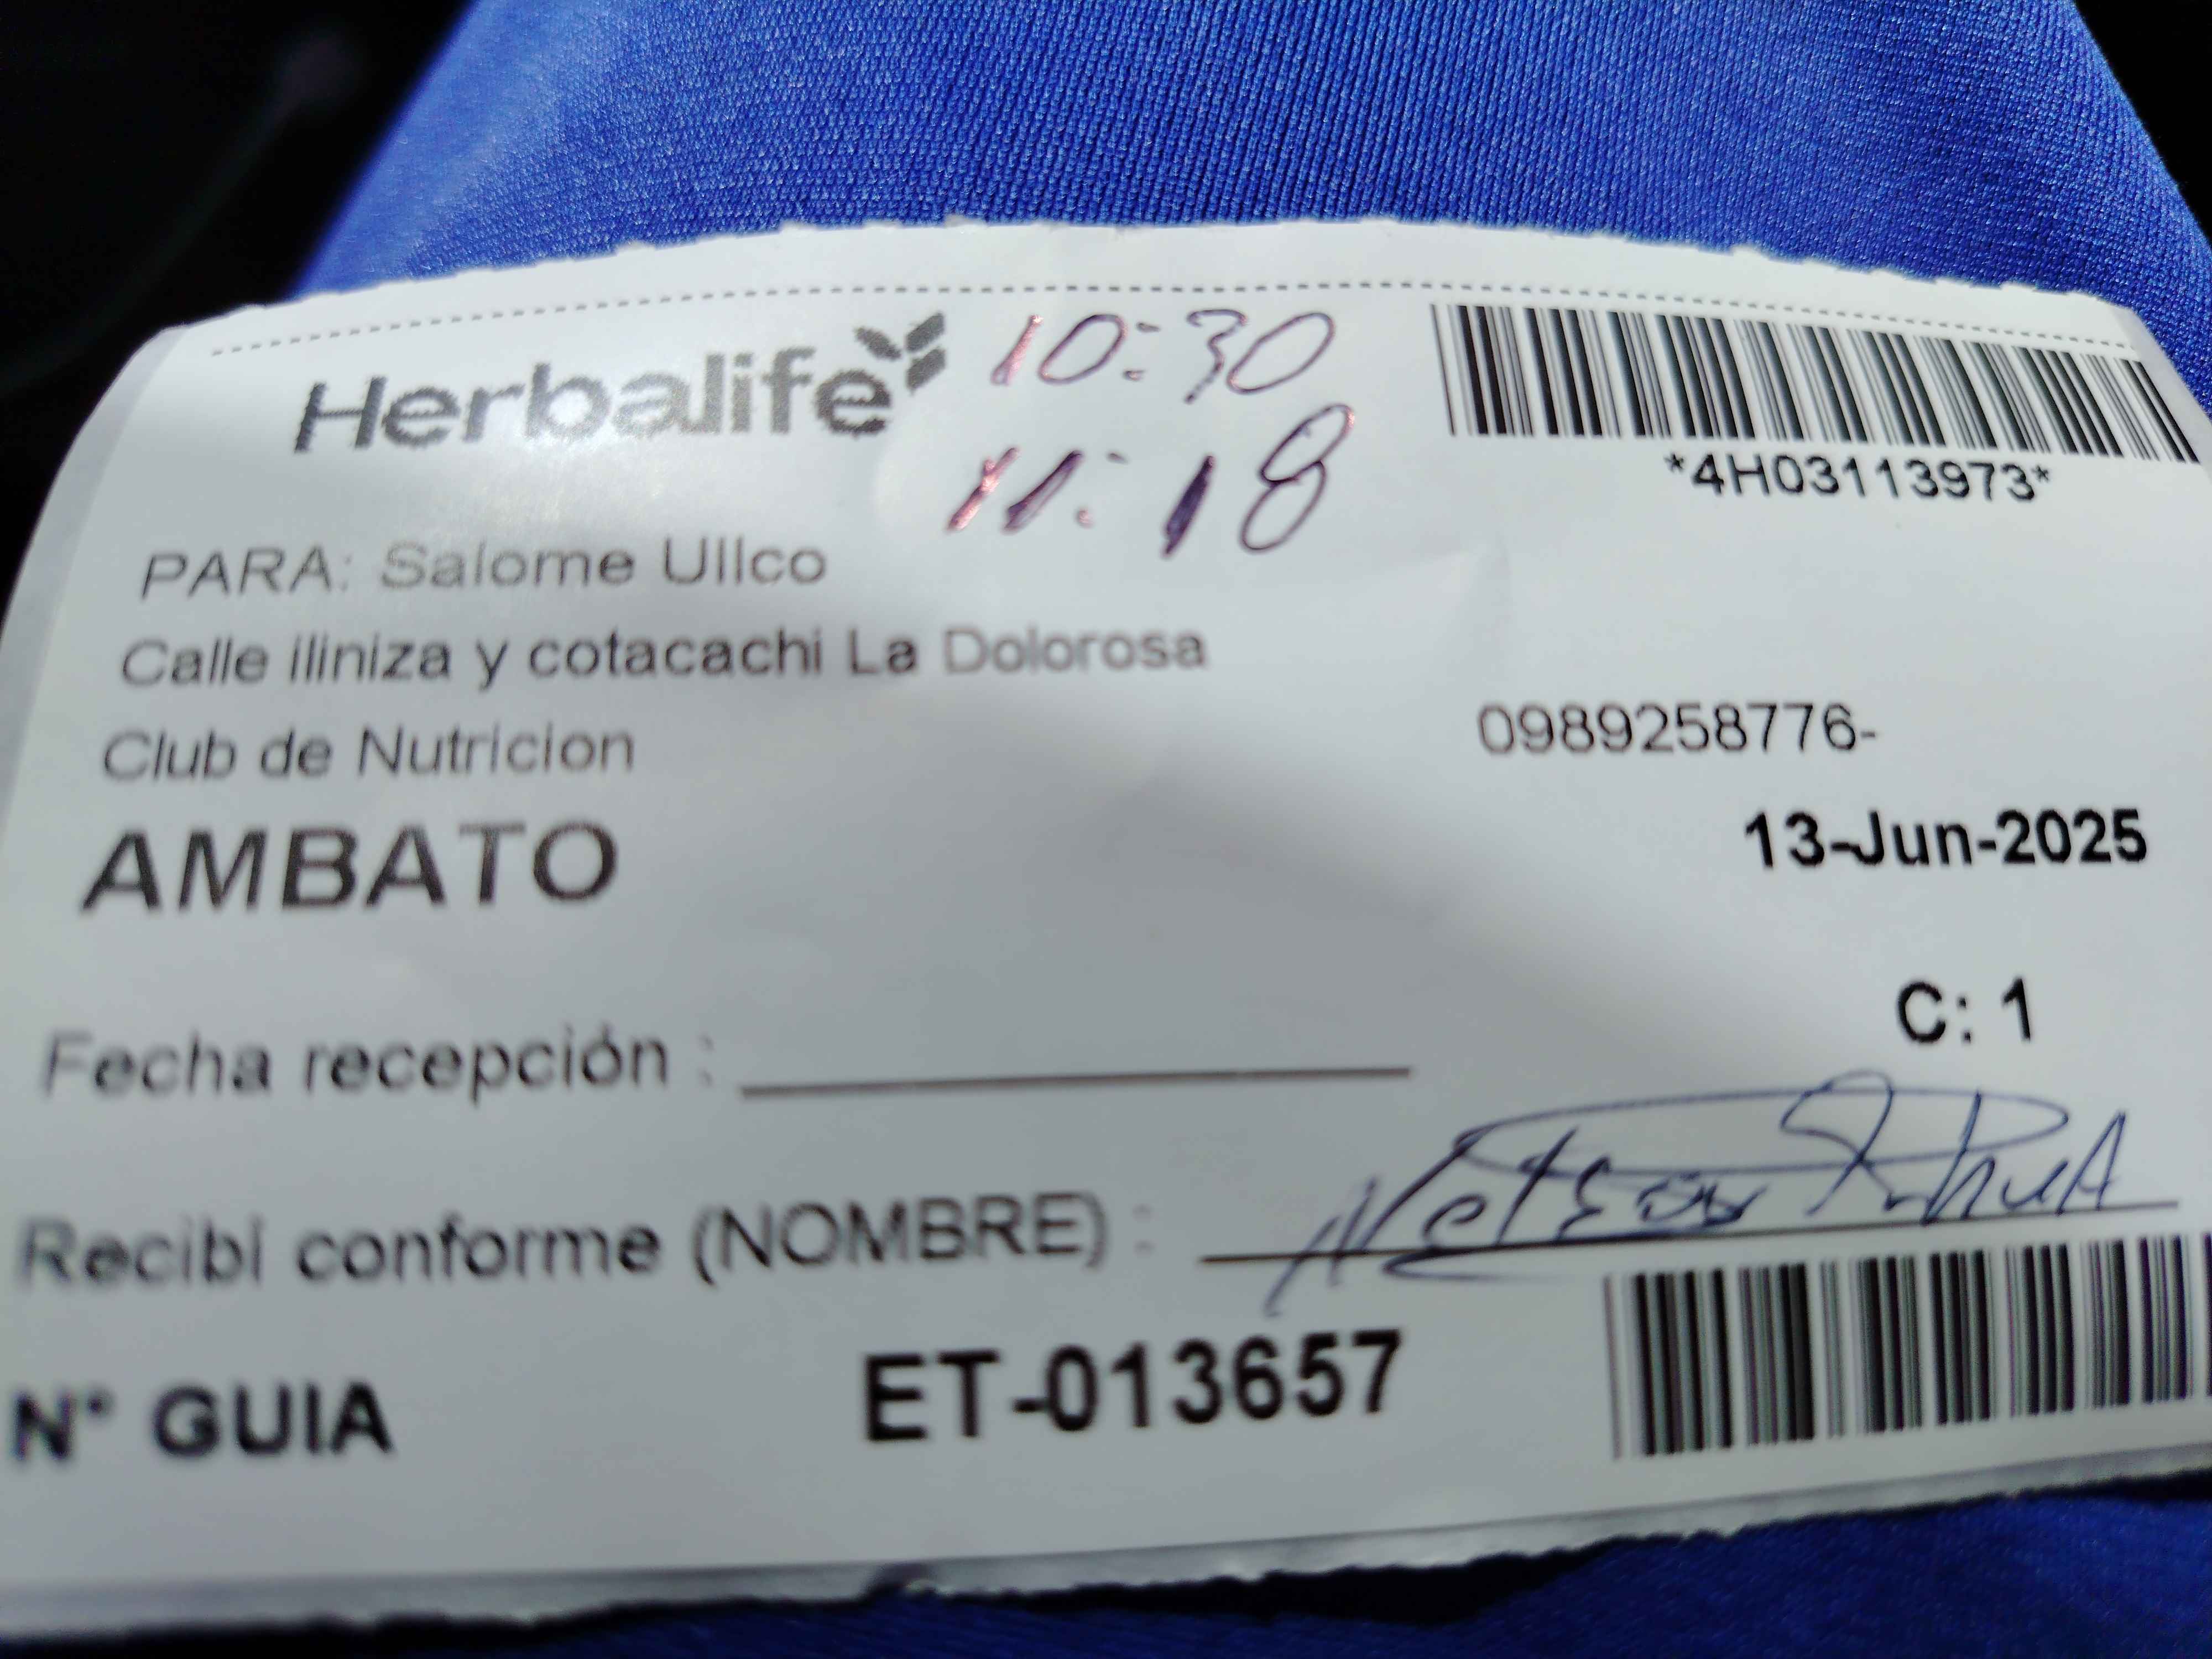 Herbalife
10:30
11:18
*4H03113973*
PARA: Salome Ullco
Calle iliniza y cotacachi La Dolorosa
Club de Nutricion
0989258776-
AMBATO
13-Jun-2025
C: 1
Fecha recepción :
Recibi conforme (NOMBRE) :
N° GUIA ET-013657